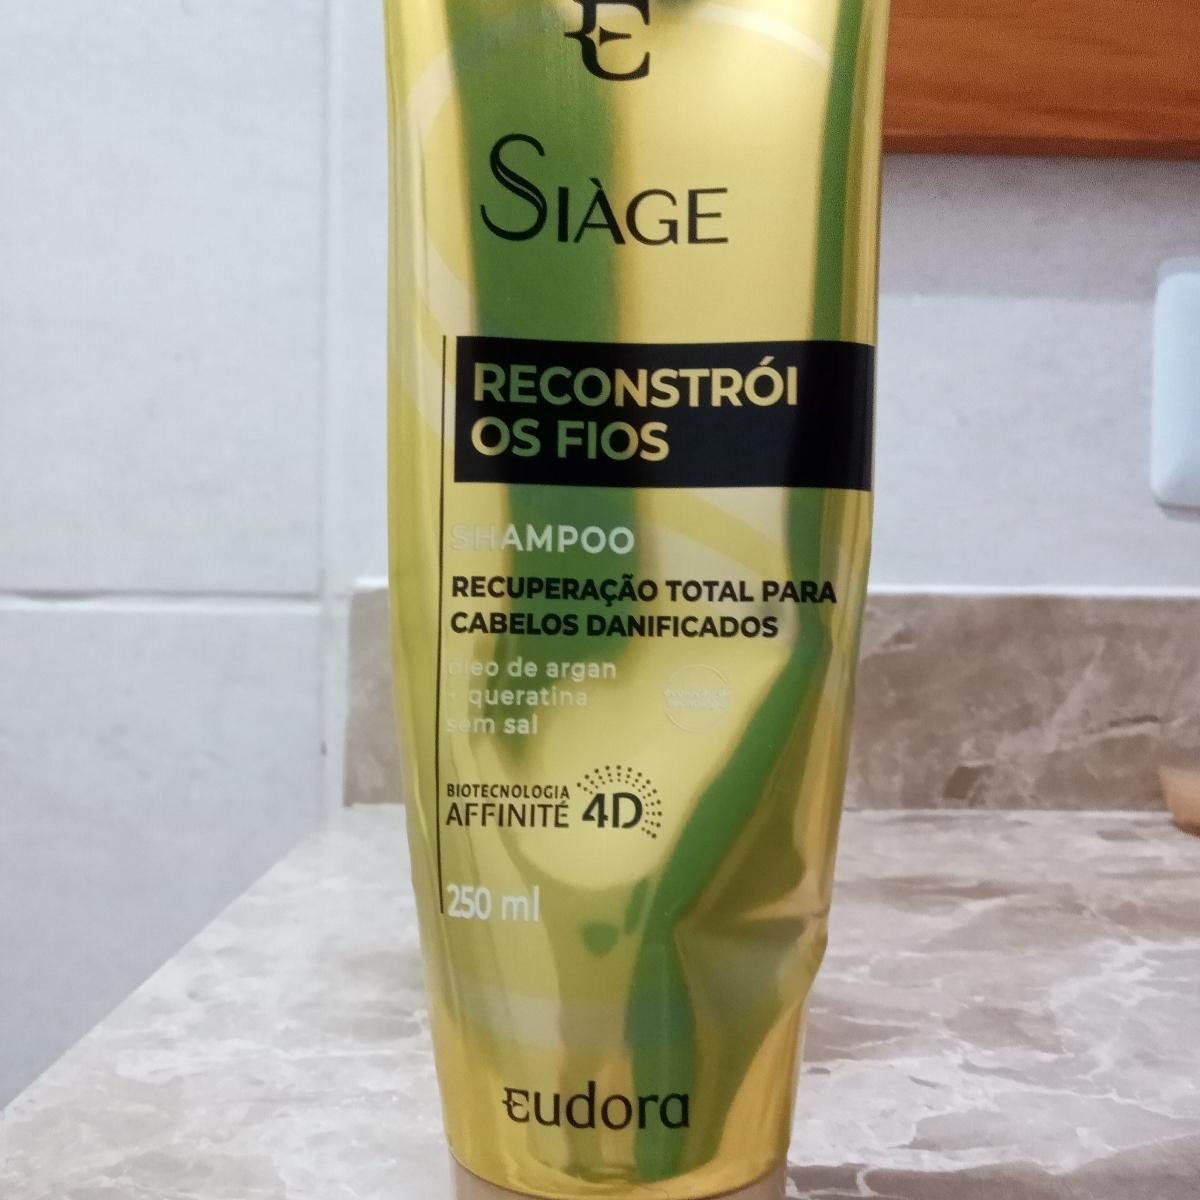 E
SIÀGE
RECONSTRÓI
OS FIOS
SHAMPOO
RECUPERAÇÃO TOTAL PARA
CABELOS DANIFICADOS
óleo de argan
+ queratina
sem sal
BIOTECNOLOGIA
AFFINITÉ 4D
250 ml
eudora